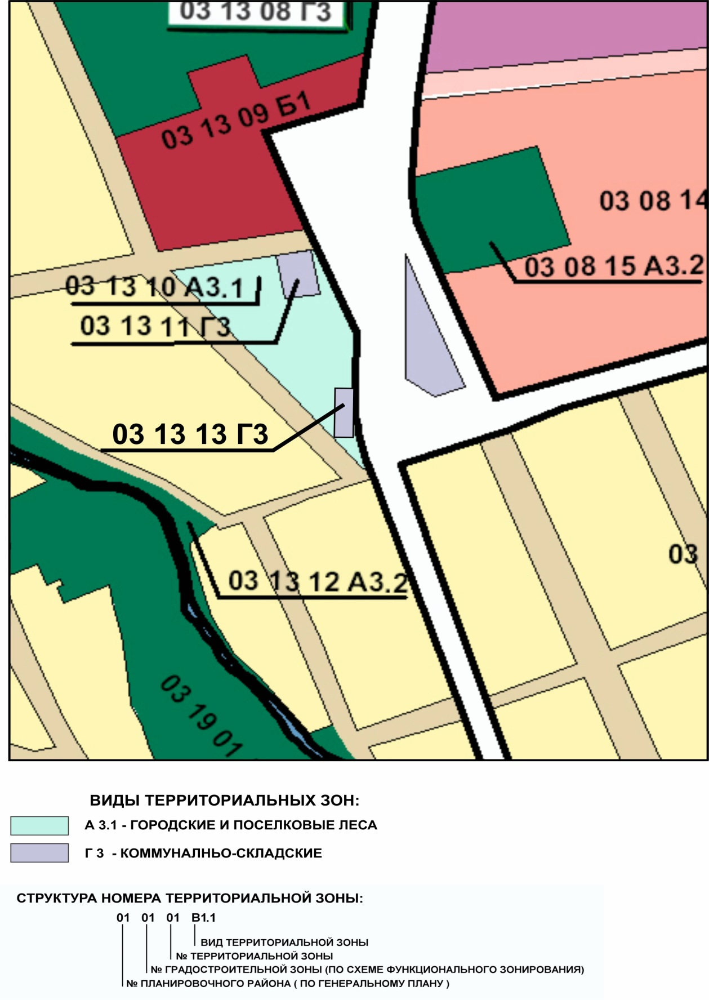 03 13 08 Г3
03 13 09 Б1
03 08 14
03 08 15 А3.2
03 13 10 А3.1
03 13 11 Г3
03 13 13 Г3
03
03 13 12 А3.2
03 19 01
ВИДЫ ТЕРРИТОРИАЛЬНЫХ ЗОН:
А 3.1 - ГОРОДСКИЕ И ПОСЕЛКОВЫЕ ЛЕСА
Г 3 - КОММУНАЛНЬО-СКЛАДСКИЕ
СТРУКТУРА НОМЕРА ТЕРРИТОРИАЛЬНОЙ ЗОНЫ:
01 01 01 В1.1
ВИД ТЕРРИТОРИАЛЬНОЙ ЗОНЫ
№ ТЕРРИТОРИАЛЬНОЙ ЗОНЫ
№ ГРАДОСТРОИТЕЛЬНОЙ ЗОНЫ (ПО СХЕМЕ ФУНКЦИОНАЛЬНОГО ЗОНИРОВАНИЯ)
№ ПЛАНИРОВОЧНОГО РАЙОНА ( ПО ГЕНЕРАЛЬНОМУ ПЛАНУ )